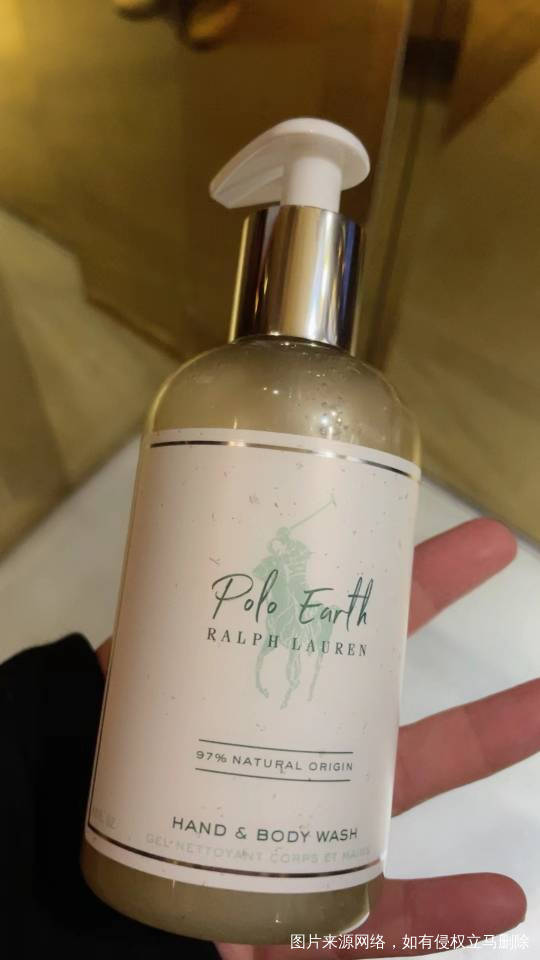 Polo Earth
RALPH LAUREN
97% NATURAL ORIGIN
HAND & BODY WASH
GEL NETTOYANT CORPS ET MAINS
图片来源网络，如有侵权立马删除